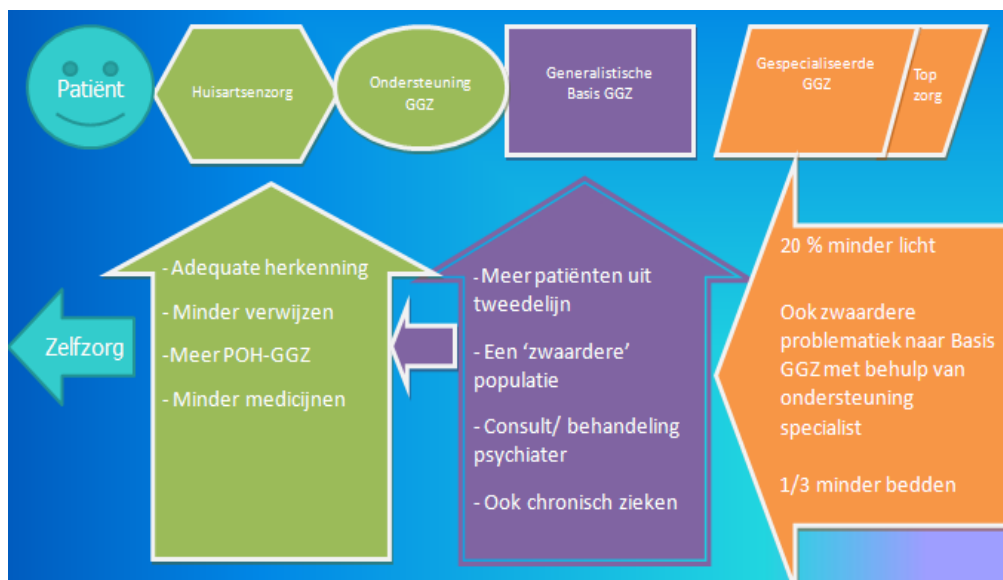 Patiënt
Huisartsenzorg
Ondersteuning
GGZ
Generalistische
Basis GGZ
Gespecialiseerde
GGZ
Top
zorg
Zelfzorg
- Adequate herkenning
- Minder verwijzen
- Meer POH-GGZ
- Minder medicijnen
- Meer patiënten uit
tweedelijn
- Een ‘zwaardere’
populatie
- Consult/ behandeling
psychiater
- Ook chronisch zieken
20 % minder licht
Ook zwaardere
problematiek naar Basis
GGZ met behulp van
ondersteuning
specialist
1/3 minder bedden